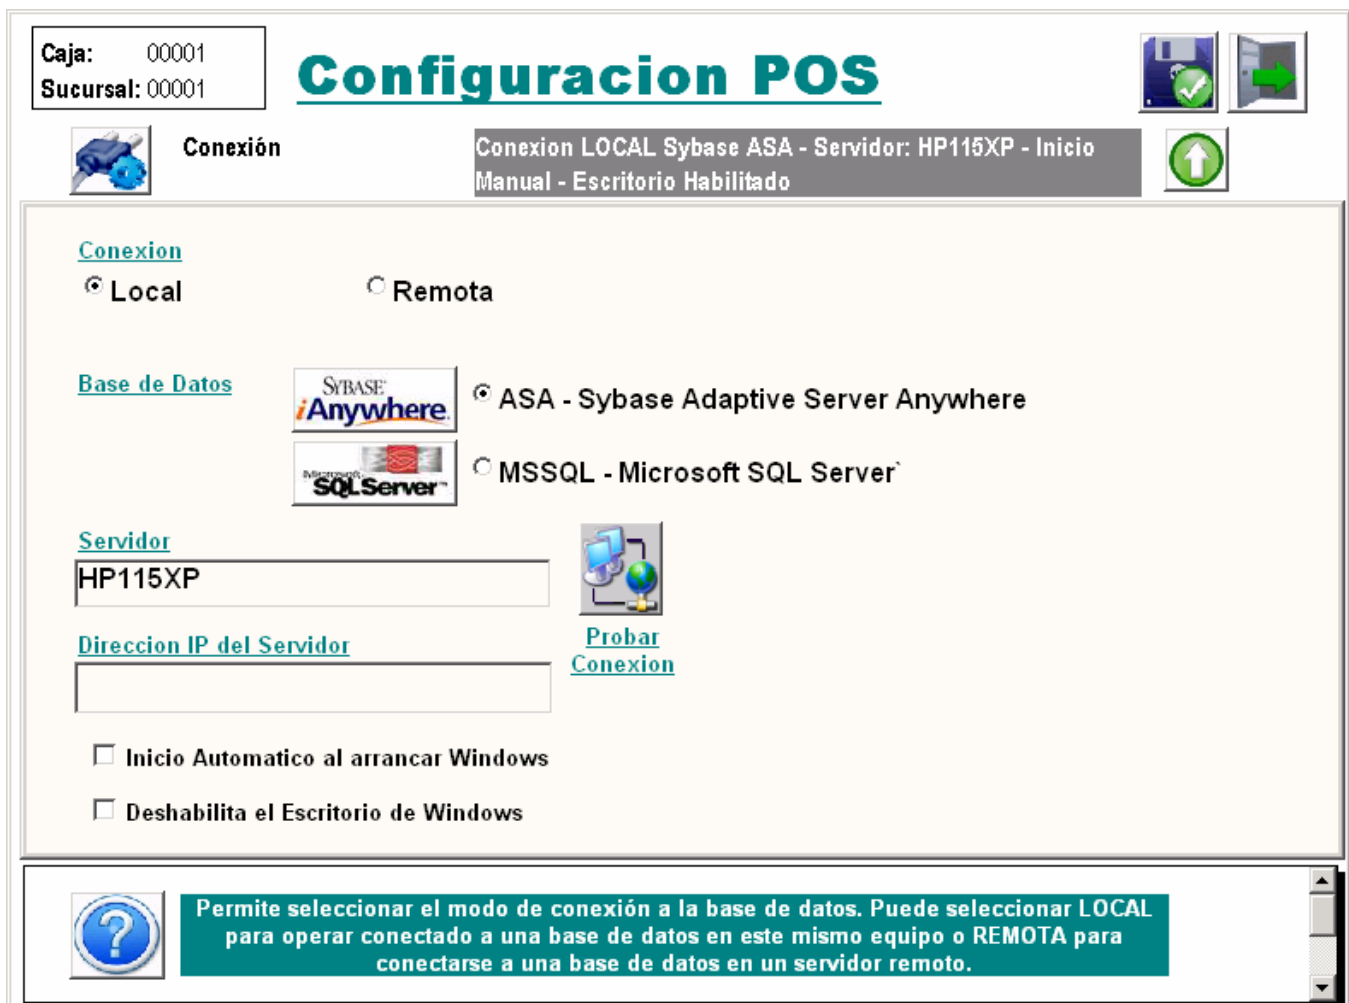 Caja: 00001
Sucursal: 00001
Configuracion POS
Conexión
Conexion LOCAL Sybase ASA - Servidor: HP115XP - Inicio
Manual - Escritorio Habilitado
Conexion
Local
Remota
Base de Datos
SYBASE
iAnywhere.
ASA - Sybase Adaptive Server Anywhere
Microsoft
SQLServer™
MSSQL - Microsoft SQL Server`
Servidor
HP115XP
Probar
Conexion
Direccion IP del Servidor
Inicio Automatico al arrancar Windows
Deshabilita el Escritorio de Windows
Permite seleccionar el modo de conexión a la base de datos. Puede seleccionar LOCAL
para operar conectado a una base de datos en este mismo equipo o REMOTA para
conectarse a una base de datos en un servidor remoto.